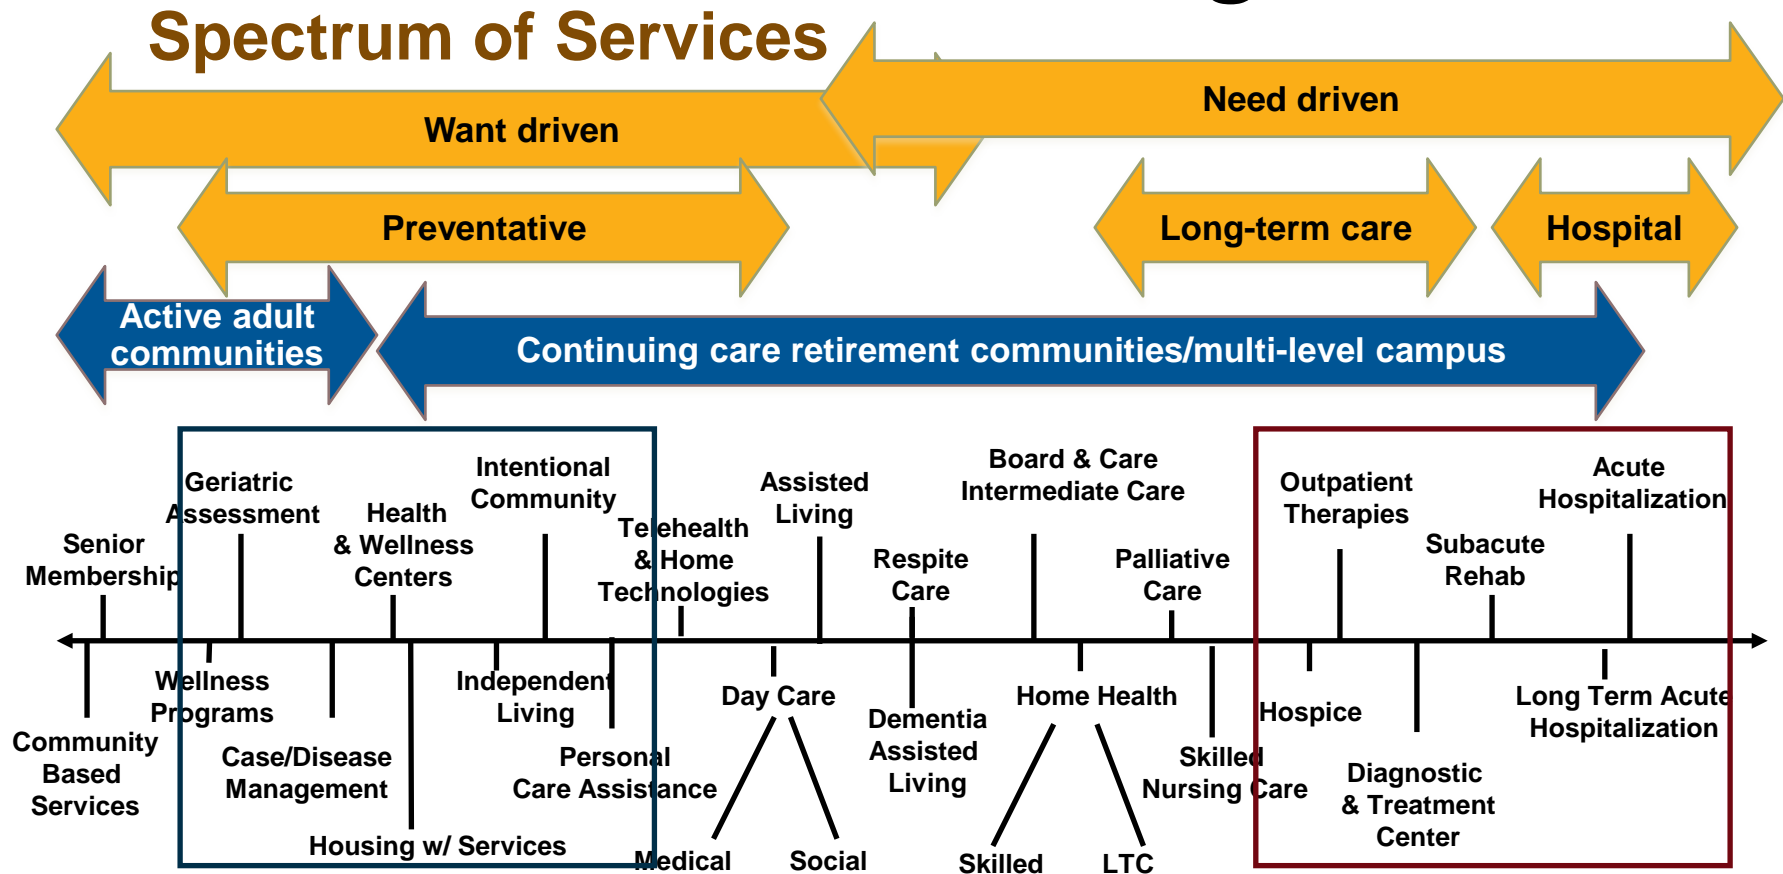 Spectrum of Services
Want driven
Need driven
Preventative
Long-term care
Hospital
Active adult
communities
Continuing care retirement communities/multi-level campus
Senior
Membership
Geriatric
Assessment
Health
& Wellness
Centers
Intentional
Community
Telehealth
& Home
Technologies
Assisted
Living
Respite
Care
Board & Care
Intermediate Care
Palliative
Care
Outpatient
Therapies
Subacute
Rehab
Acute
Hospitalization
Community
Based
Services
Wellness
Programs
Case/Disease
Management
Housing w/ Services
Independent
Living
Personal
Care Assistance
Day Care
Medical
Social
Dementia
Assisted
Living
Home Health
Skilled
LTC
Skilled
Nursing Care
Hospice
Diagnostic
& Treatment
Center
Long Term Acute
Hospitalization